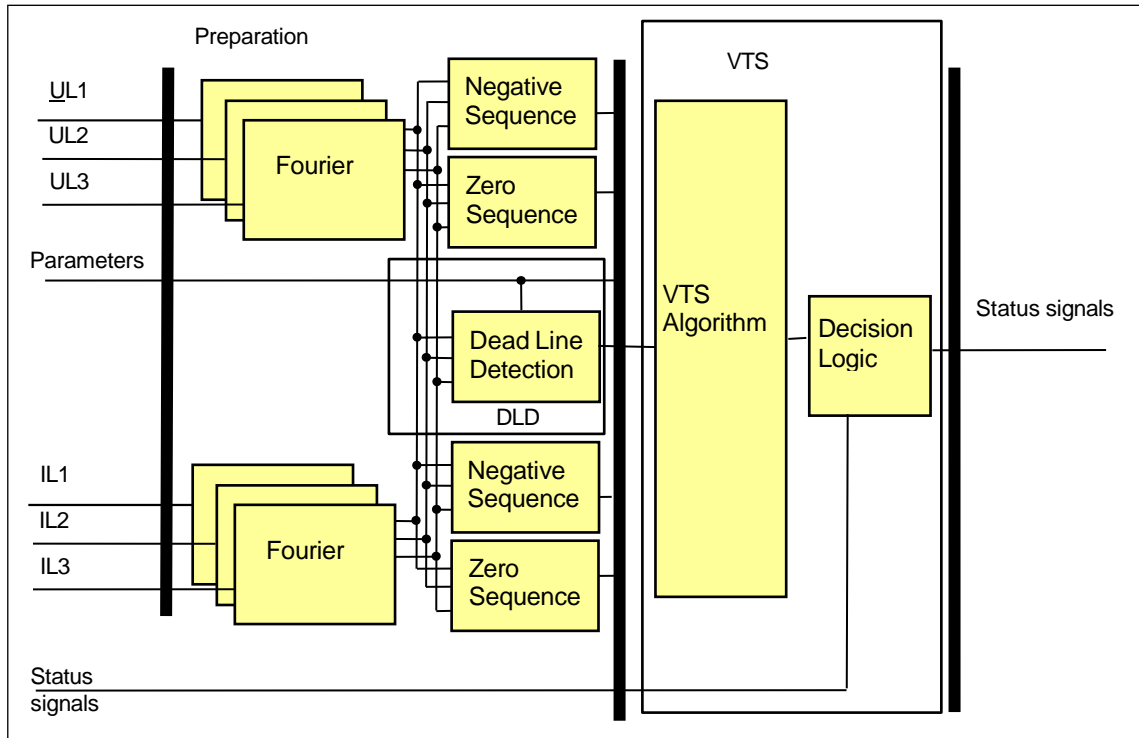 Preparation
VTS
UL1
UL2
UL3
Fourier
Negative
Sequence
Zero
Sequence
Parameters
Dead Line
Detection
DLD
VTS
Algorithm
Decision
Logic
Status signals
IL1
IL2
IL3
Fourier
Negative
Sequence
Zero
Sequence
Status
signals